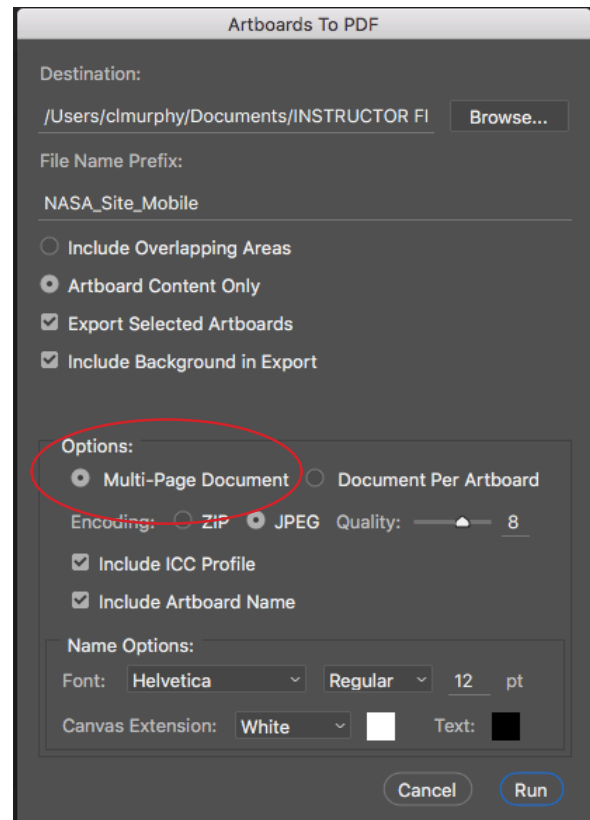 Artboards To PDF
Destination:
/Users/clmurphy/Documents/INSTRUCTOR FI Browse...
File Name Prefix:
NASA_Site_Mobile
Include Overlapping Areas
Artboard Content Only
Export Selected Artboards
Include Background in Export
Options:
Multi-Page Document Document Per Artboard
Encoding: ZIP JPEG Quality: 8
Include ICC Profile
Include Artboard Name
Name Options:
Font: Helvetica Regular 12 pt
Canvas Extension: White Text:
Cancel Run